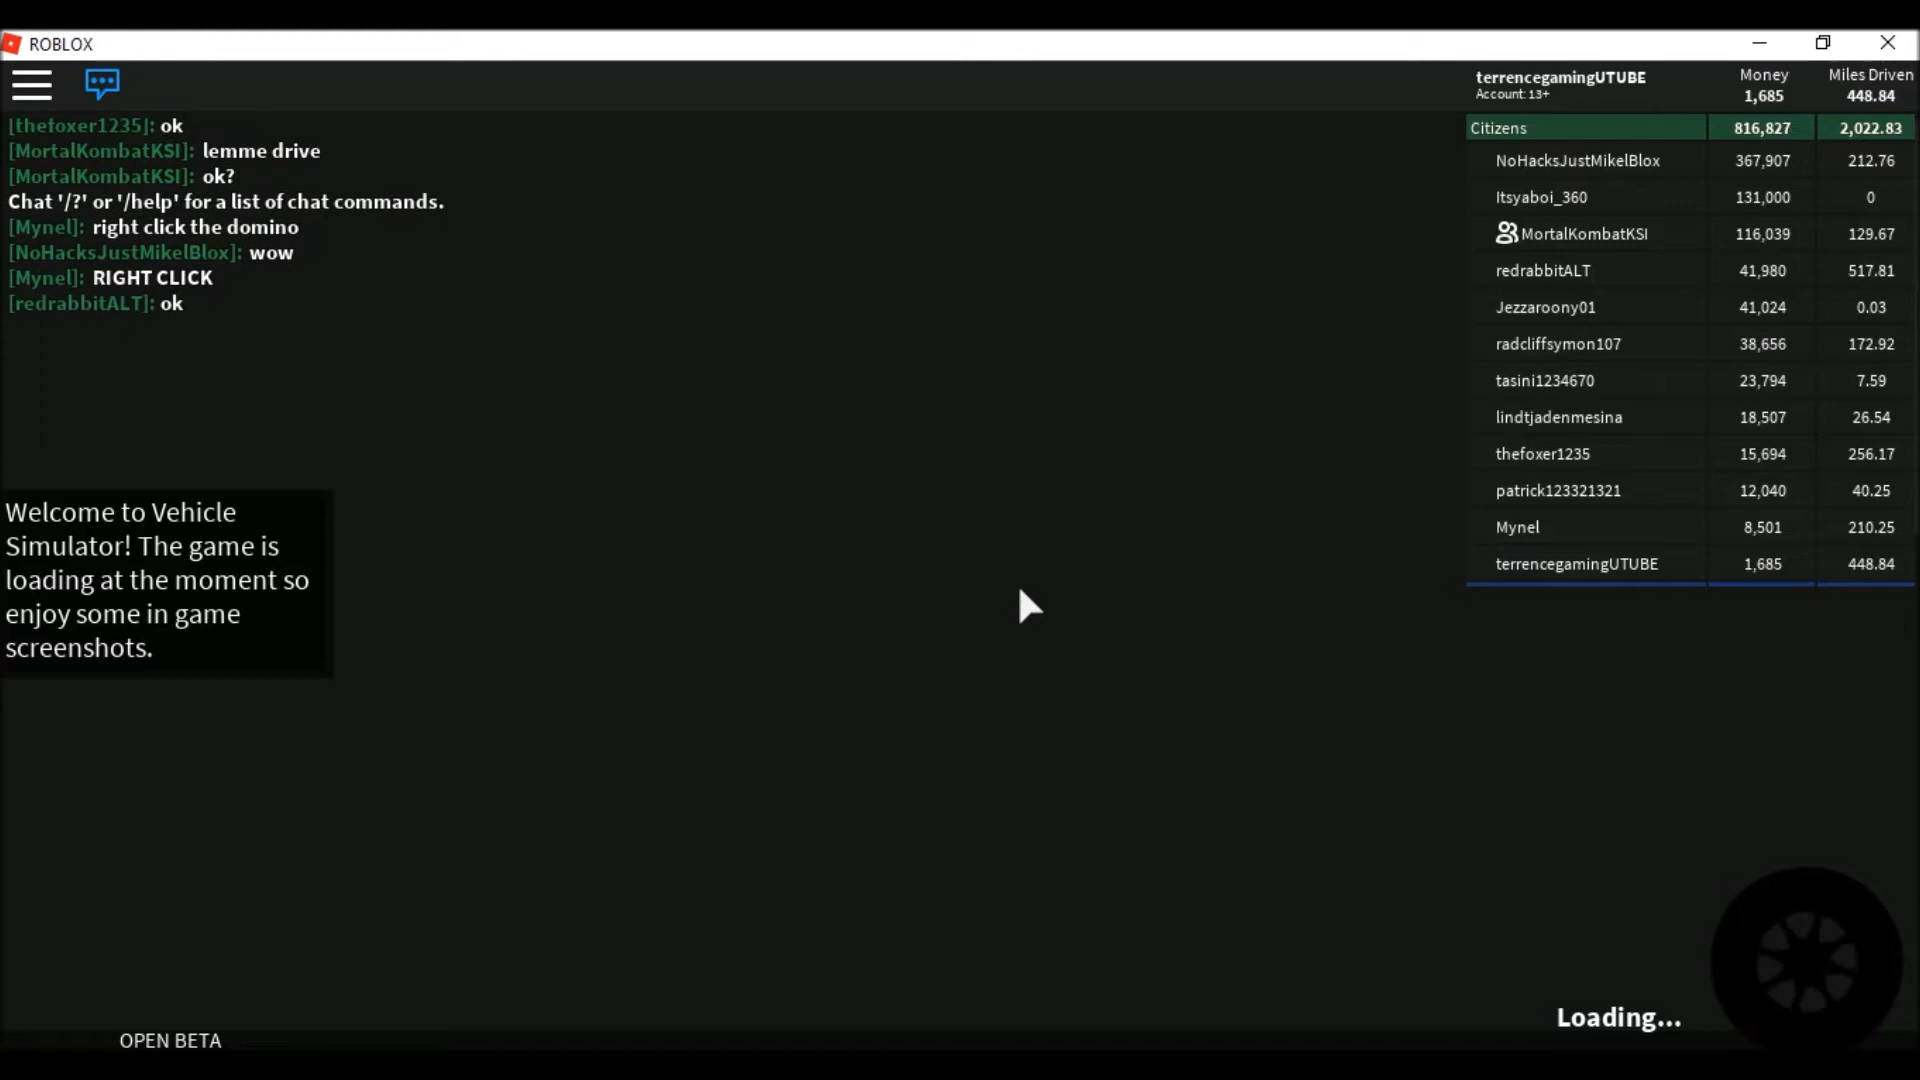 ROBLOX
terrencegamingUTUBE Money Miles Driven
Account: 13+ 1,685 448.84
[thefoxer1235]: ok
[MortalKombatKSI]: lemme drive
[MortalKombatKSI]: ok?
Chat '/?' or '/help' for a list of chat commands.
[Mynel]: right click the domino
[NoHacksJustMikelBlox]: wow
[Mynel]: RIGHT CLICK
[redrabbitALT]: ok
Citizens 816,827 2,022.83
NoHacksJustMikelBlox 367,907 212.76
Itsyaboi_360 131,000 0
MortalKombatKSI 116,039 129.67
redrabbitALT 41,980 517.81
Jezzaroony01 41,024 0.03
radcliffsymon107 38,656 172.92
tasini1234670 23,794 7.59
lindtjadenmesina 18,507 26.54
thefoxer1235 15,694 256.17
patrick123321321 12,040 40.25
Mynel 8,501 210.25
terrencegamingUTUBE 1,685 448.84
Welcome to Vehicle
Simulator! The game is
loading at the moment so
enjoy some in game
screenshots.
Loading...
OPEN BETA